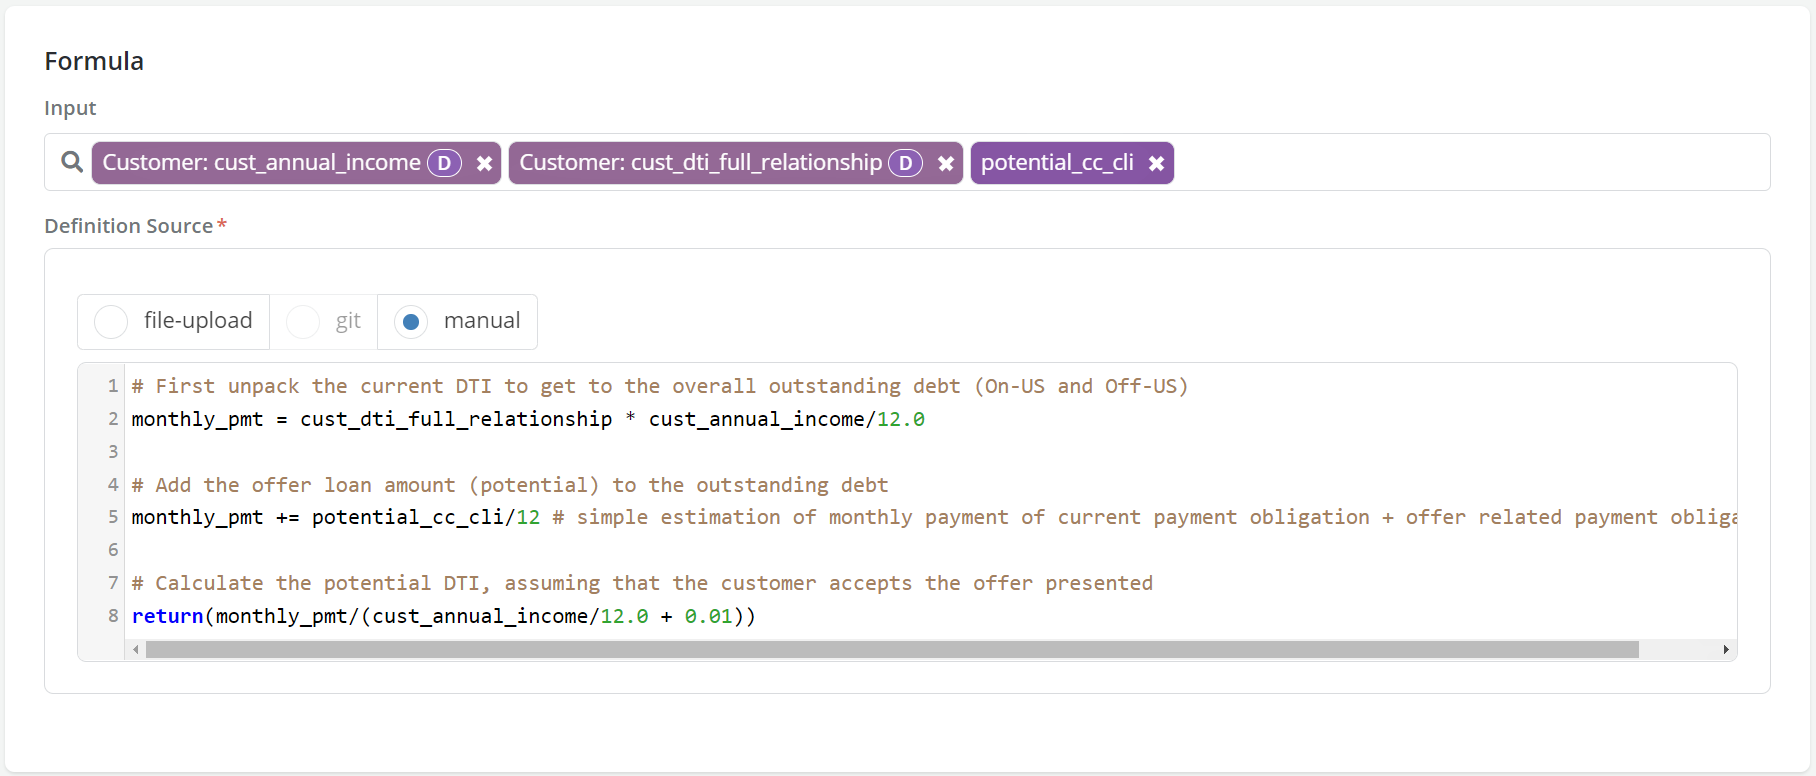 Formula
Input
Customer: cust_annual_income D ✖ Customer: cust_dti_full_relationship D ✖ potential_cc_cli ✖
Definition Source*
file-upload git manual
1 # First unpack the current DTI to get to the overall outstanding debt (On-US and Off-US)
2 monthly_pmt = cust_dti_full_relationship * cust_annual_income/12.0
3
4 # Add the offer loan amount (potential) to the outstanding debt
5 monthly_pmt += potential_cc_cli/12 # simple estimation of monthly payment of current payment obligation + offer related payment
6
7 # Calculate the potential DTI, assuming that the customer accepts the offer presented
8 return(monthly_pmt/(cust_annual_income/12.0 + 0.01))